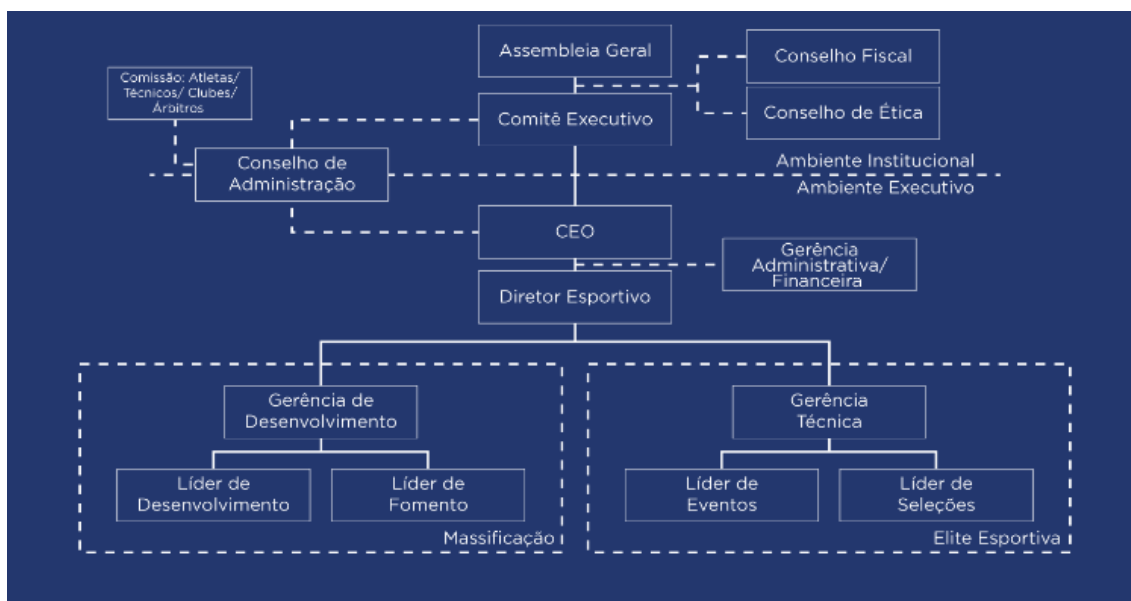 Assembleia Geral
Conselho Fiscal
Comissão: Atletas/
Técnicos/ Clubes/
Árbitros
Comitê Executivo
Conselho de Ética
Conselho de
Administração
Ambiente Institucional
Ambiente Executivo
CEO
Gerência
Administrativa/
Financeira
Diretor Esportivo
Gerência de
Desenvolvimento
Líder de
Desenvolvimento
Líder de
Fomento
Massificação
Gerência
Técnica
Líder de
Eventos
Líder de
Seleções
Elite Esportiva